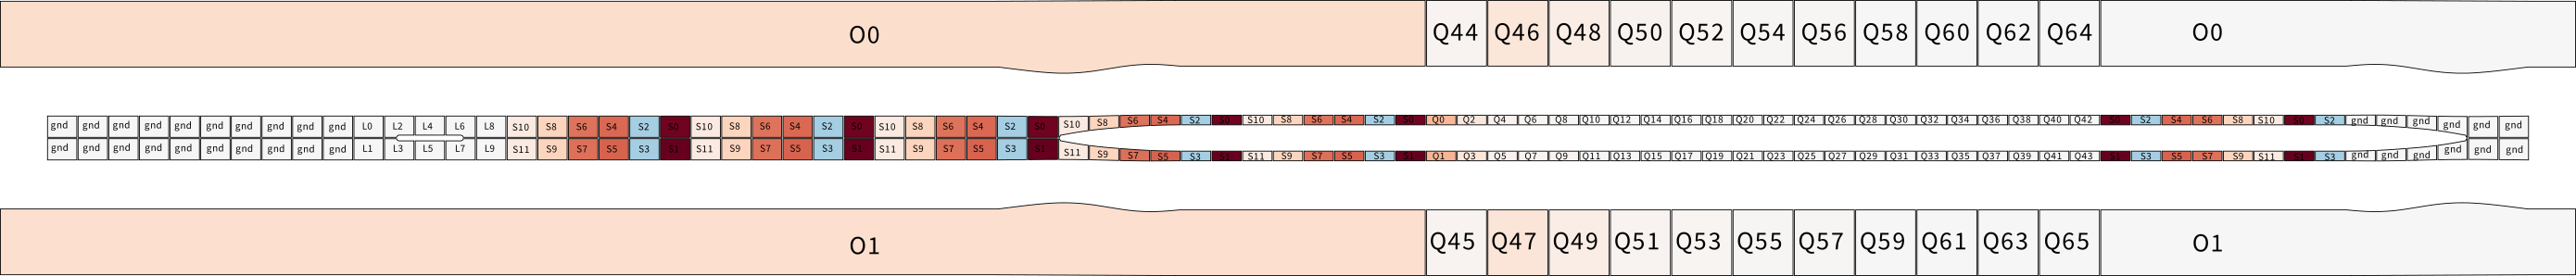 O0 Q44 Q46 Q48 Q50 Q52 Q54 Q56 Q58 Q60 Q62 Q64 O0
gnd gnd gnd gnd gnd gnd gnd gnd gnd gnd L0 L2 L4 L6 L8 S10 S8 S6 S4 S2 S0 S10 S8 S6 S4 S2 S0 S10 S8 S6 S4 S2 S0 S10 S8 S6 S4 S2 S0 S10 S8 S6 S4 S2 S0 Q0 Q2 Q4 Q6 Q8 Q10 Q12 Q14 Q16 Q18 Q20 Q22 Q24 Q26 Q28 Q30 Q32 Q34 Q36 Q38 Q40 Q42 S0 S2 S4 S6 S8 S10 S0 S2 gnd gnd gnd gnd gnd gnd
gnd gnd gnd gnd gnd gnd gnd gnd gnd gnd L1 L3 L5 L7 L9 S11 S9 S7 S5 S3 S1 S11 S9 S7 S5 S3 S1 S11 S9 S7 S5 S3 S1 S11 S9 S7 S5 S3 S1 S11 S9 S7 S5 S3 S1 Q1 Q3 Q5 Q7 Q9 Q11 Q13 Q15 Q17 Q19 Q21 Q23 Q25 Q27 Q29 Q31 Q33 Q35 Q37 Q39 Q41 Q43 S1 S3 S5 S7 S9 S11 S1 S3 gnd gnd gnd gnd gnd gnd
O1 Q45 Q47 Q49 Q51 Q53 Q55 Q57 Q59 Q61 Q63 Q65 O1